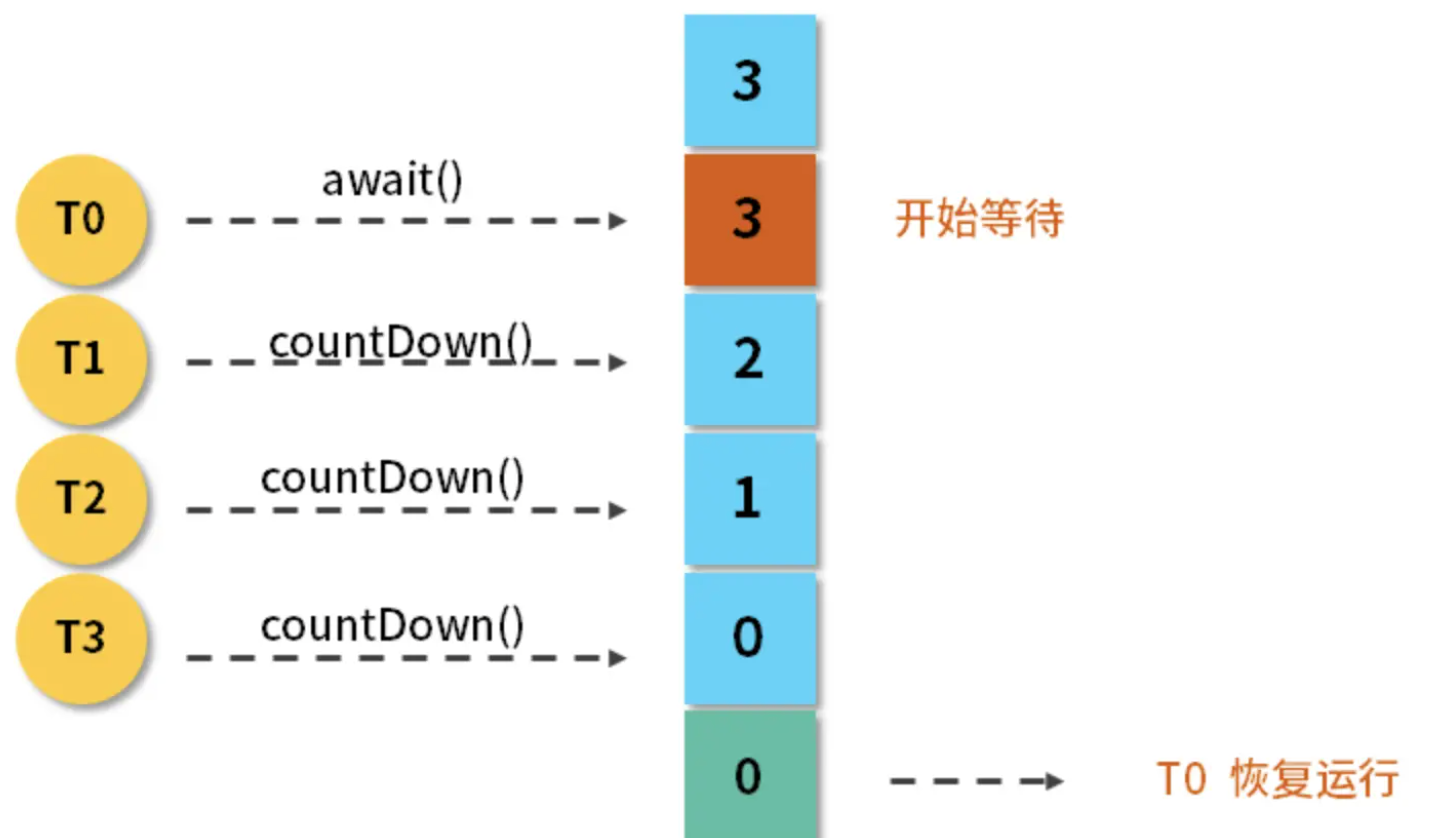 3
await()
T0
3
开始等待
countDown()
T1
2
countDown()
T2
1
countDown()
T3
0
0
T0 恢复运行